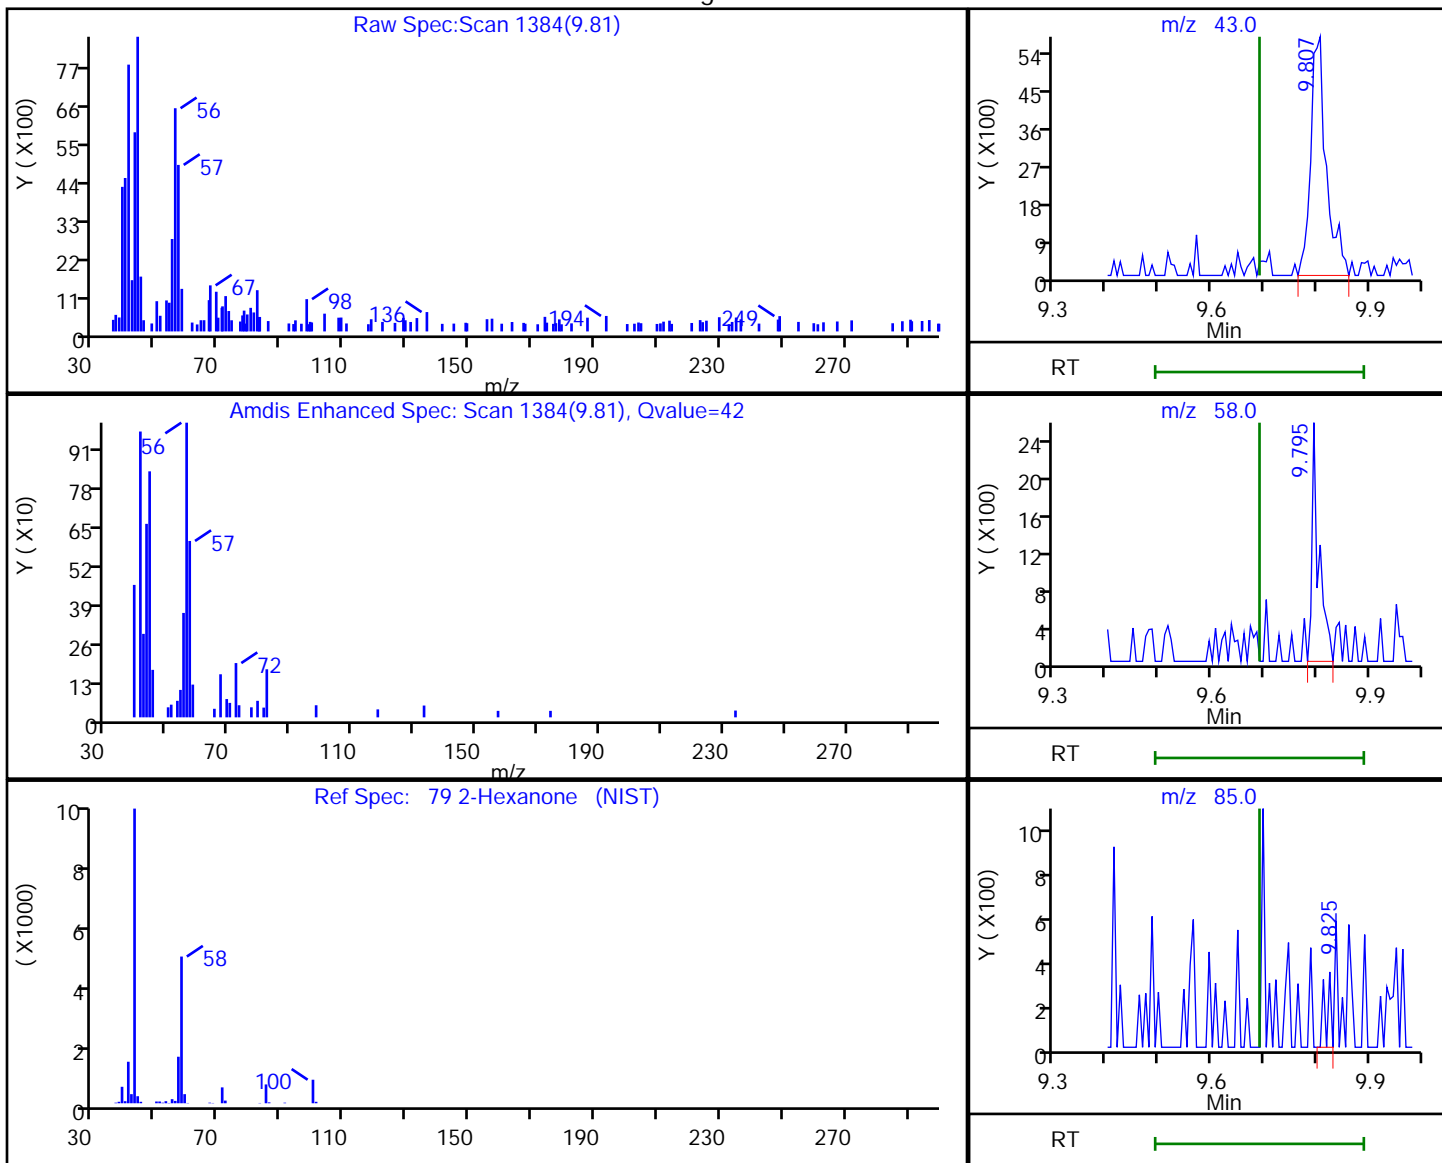 Raw Spec:Scan 1384(9.81)
Y ( X100)
77
66
55
44
33
22
11
0
56
57
67
98
136
194
249
30 70 110 150 190 230 270
m/z
m/z 43.0
Y ( X100)
54
45
36
27
18
9
0
9.807
9.3 9.6 9.9
Min
RT
Amdis Enhanced Spec: Scan 1384(9.81), Qvalue=42
Y ( X10)
91
78
65
52
39
26
13
0
56
57
72
30 70 110 150 190 230 270
m/z
m/z 58.0
Y ( X100)
24
20
16
12
8
4
0
9.795
9.3 9.6 9.9
Min
RT
Ref Spec: 79 2-Hexanone (NIST)
( X1000)
10
8
6
4
2
0
58
100
30 70 110 150 190 230 270
m/z 85.0
Y ( X100)
10
8
6
4
2
0
9.825
9.3 9.6 9.9
Min
RT